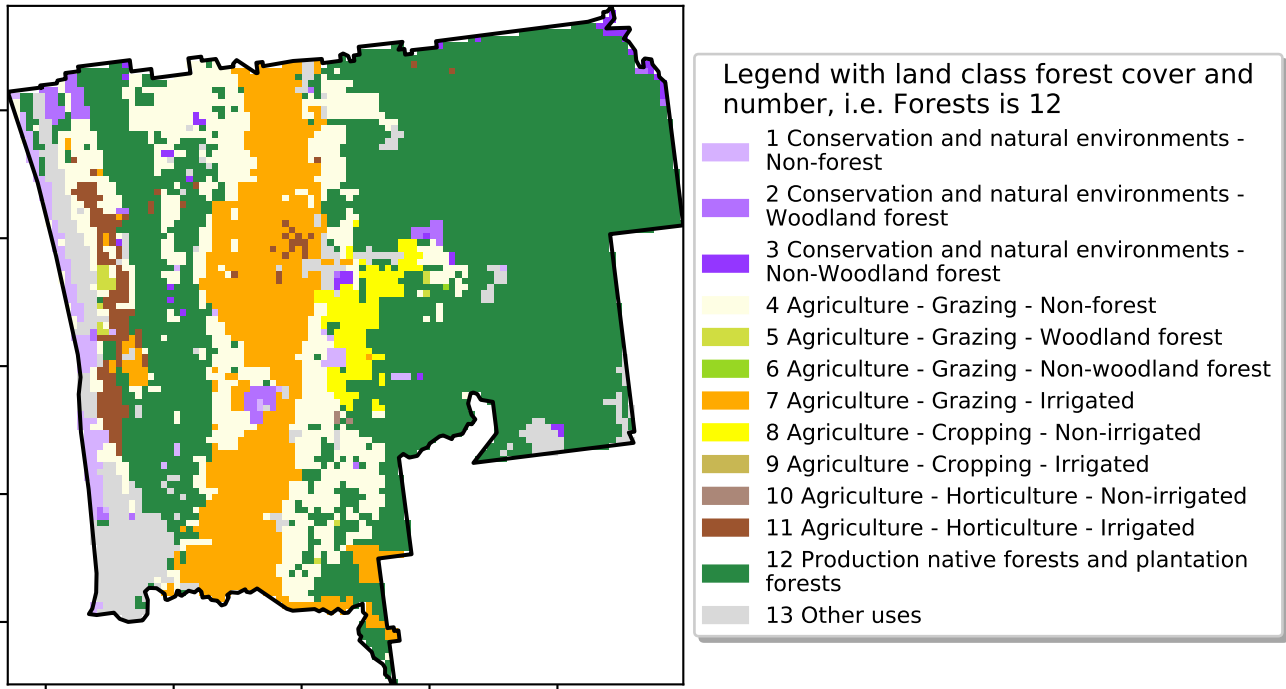 Legend with land class forest cover and
number, i.e. Forests is 12
1 Conservation and natural environments -
Non-forest
2 Conservation and natural environments -
Woodland forest
3 Conservation and natural environments -
Non-Woodland forest
4 Agriculture - Grazing - Non-forest
5 Agriculture - Grazing - Woodland forest
6 Agriculture - Grazing - Non-woodland forest
7 Agriculture - Grazing - Irrigated
8 Agriculture - Cropping - Non-irrigated
9 Agriculture - Cropping - Irrigated
10 Agriculture - Horticulture - Non-irrigated
11 Agriculture - Horticulture - Irrigated
12 Production native forests and plantation
forests
13 Other uses